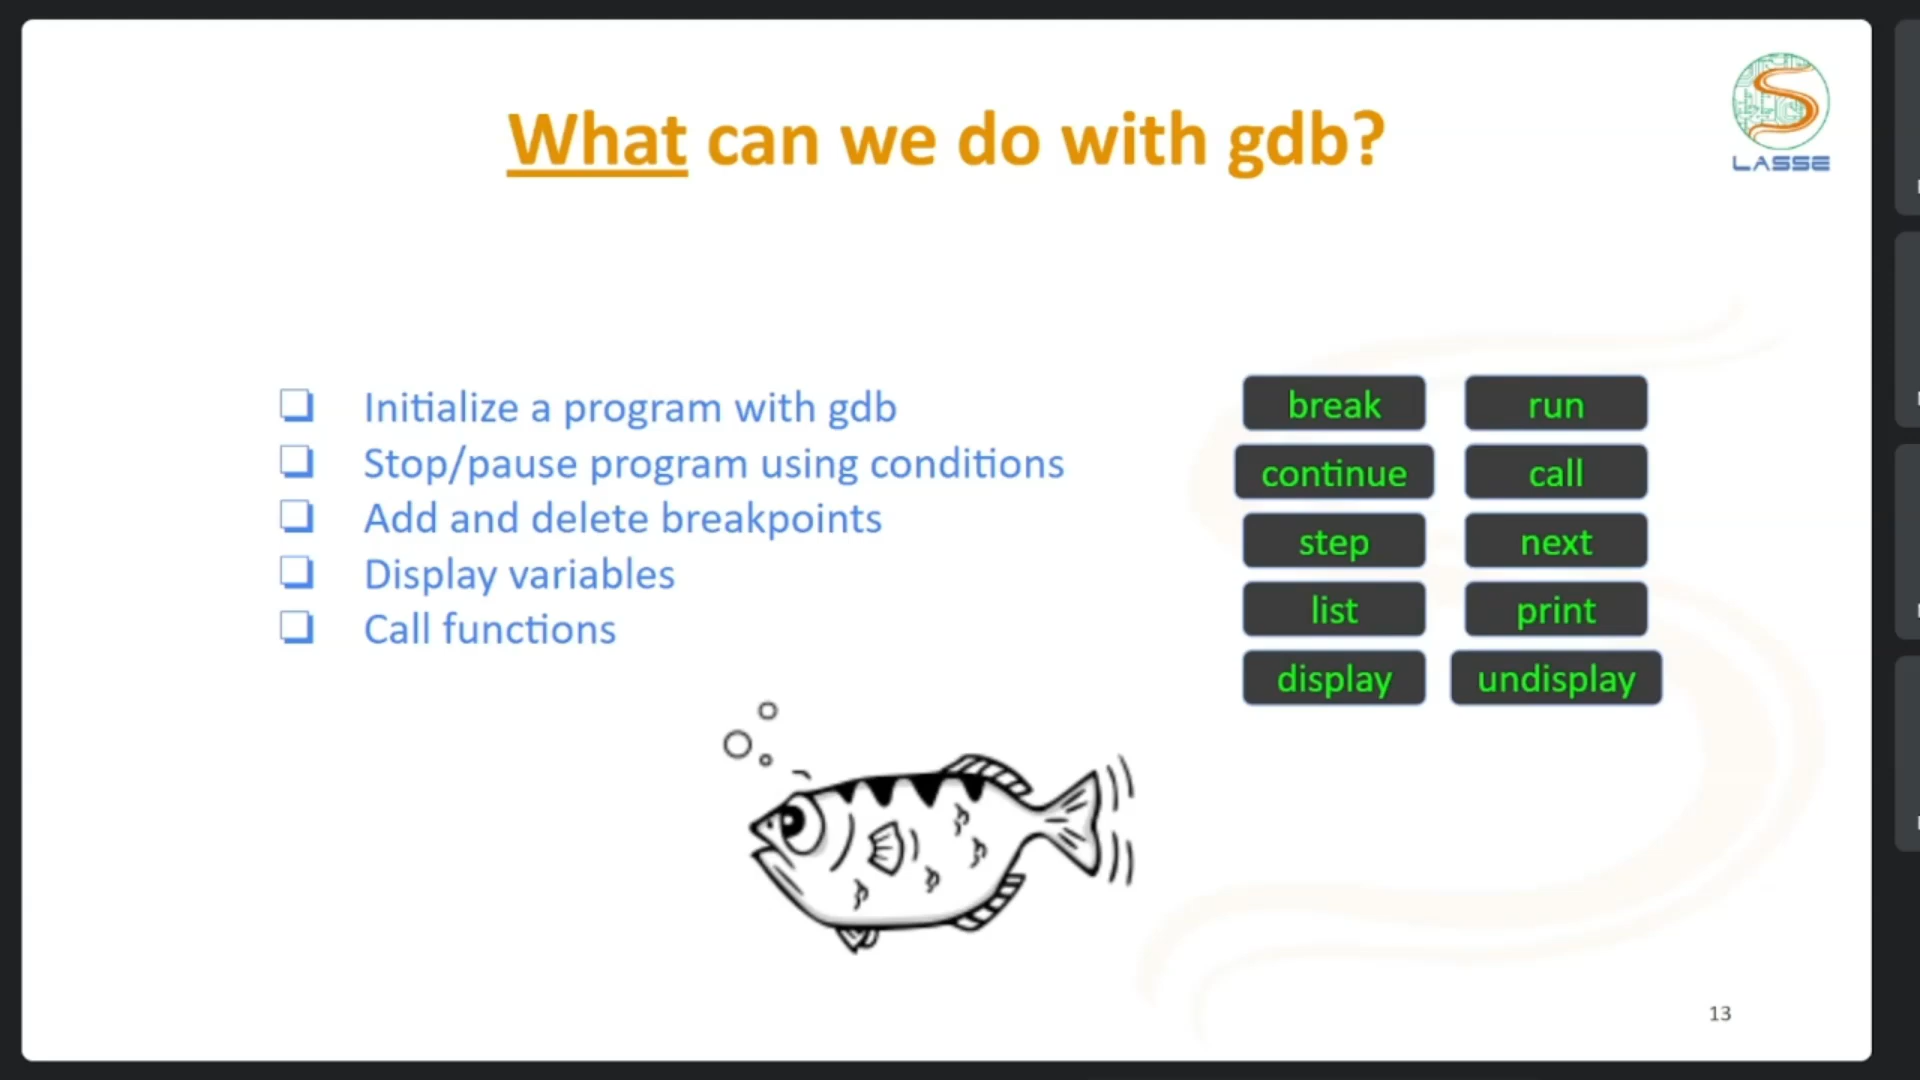 What can we do with gdb?
LASSE
Initialize a program with gdb
Stop/pause program using conditions
Add and delete breakpoints
Display variables
Call functions
break run
continue call
step next
list print
display undisplay
13